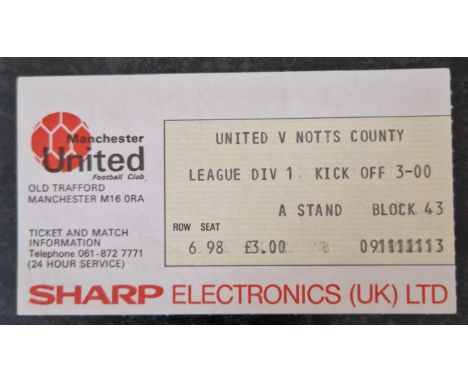 Manchester
United
Football Club
OLD TRAFFORD
MANCHESTER M16 0RA
TICKET AND MATCH
INFORMATION
Telephone 061-872 7771
(24 HOUR SERVICE)
UNITED V NOTTS COUNTY
LEAGUE DIV 1 KICK OFF 3-00
A STAND BLOCK 43
ROW SEAT
6 98 £3.00 091111113
SHARP ELECTRONICS (UK) LTD